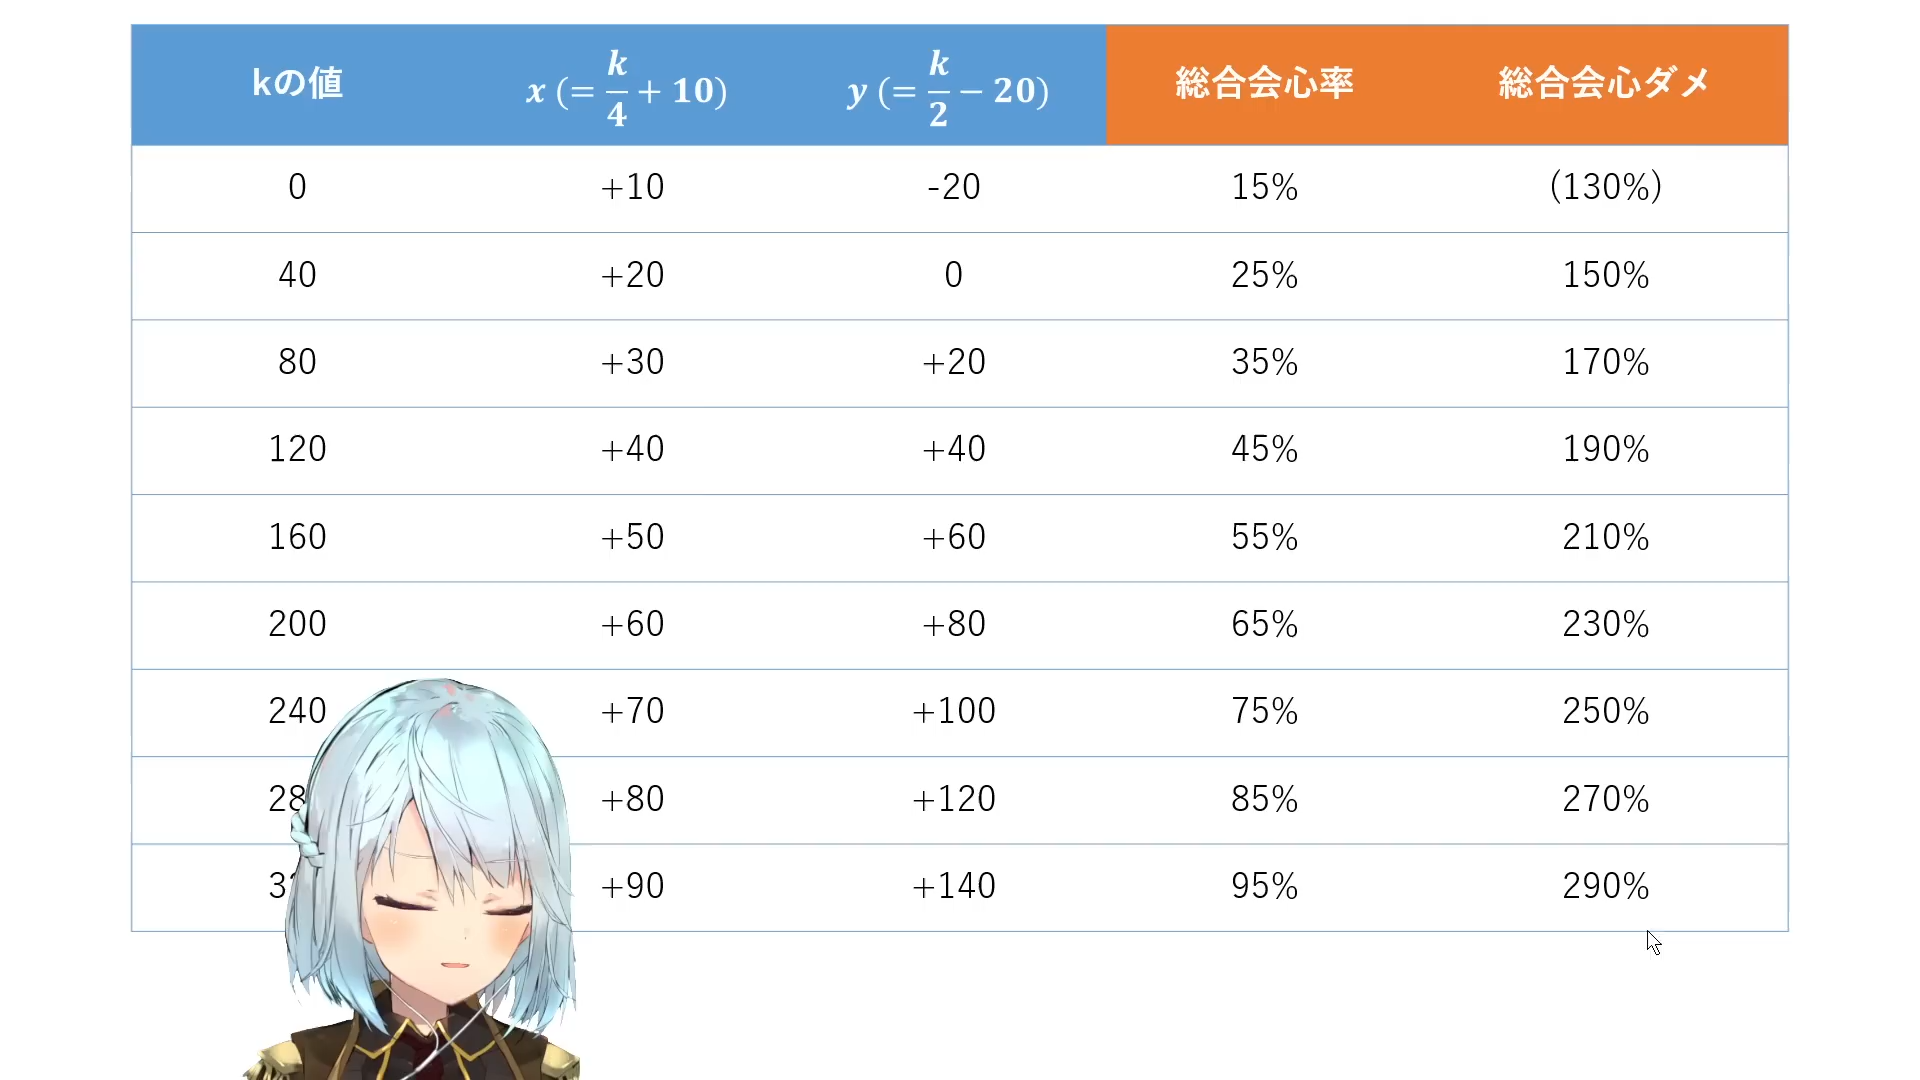 kの値 x (= k/4 + 10) y (= k/2 − 20) 総合会心率 総合会心ダメ
0 +10 -20 15% (130%)
40 +20 0 25% 150%
80 +30 +20 35% 170%
120 +40 +40 45% 190%
160 +50 +60 55% 210%
200 +60 +80 65% 230%
240 +70 +100 75% 250%
+80 +120 85% 270%
+90 +140 95% 290%